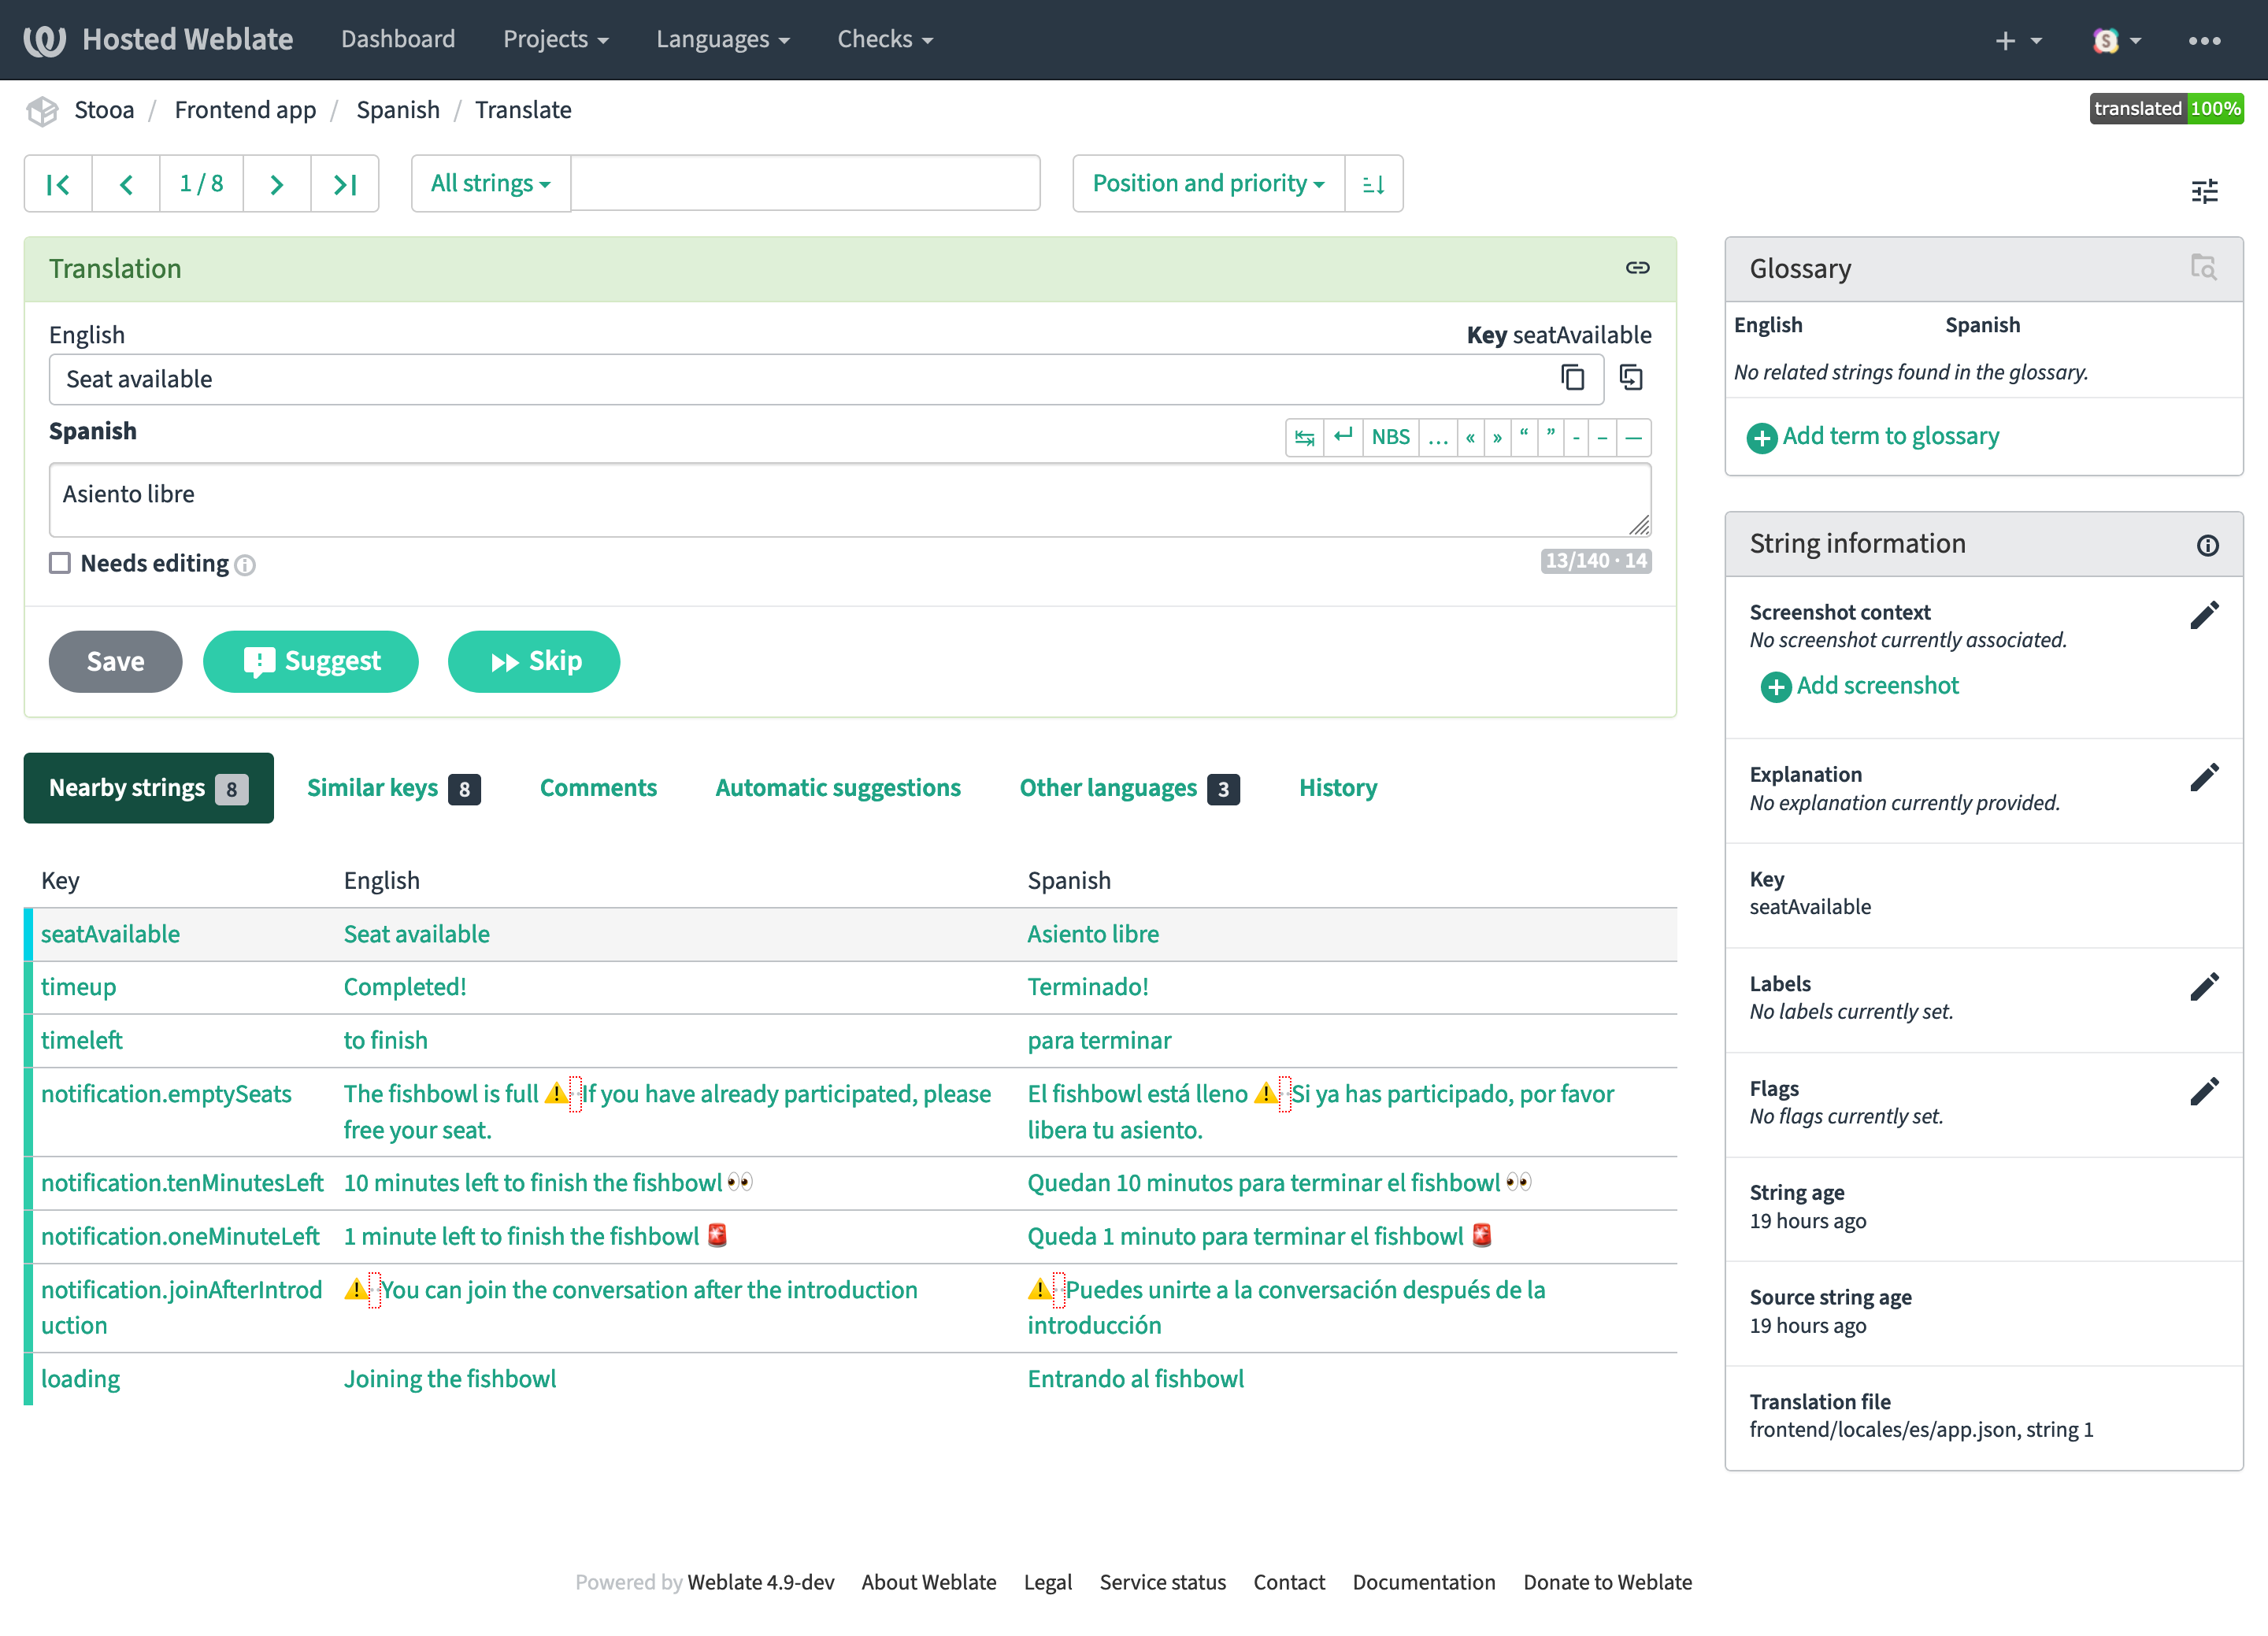 Hosted Weblate Dashboard Projects Languages Checks
S
Stooa / Frontend app / Spanish / Translate
translated 100%
1 / 8
All strings
Position and priority
Translation
English
Key seatAvailable
Seat available
Spanish
NBS … « » “ ” - – —
Asiento libre
Needs editing
13/140 · 14
Save
Suggest
Skip
Nearby strings 8
Similar keys 8
Comments
Automatic suggestions
Other languages 3
History
Key English Spanish
seatAvailable Seat available Asiento libre
timeup Completed! Terminado!
timeleft to finish para terminar
notification.emptySeats The fishbowl is full ⚠️ If you have already participated, please El fishbowl está lleno ⚠️ Si ya has participado, por favor
free your seat. libera tu asiento.
notification.tenMinutesLeft 10 minutes left to finish the fishbowl 👀 Quedan 10 minutos para terminar el fishbowl 👀
notification.oneMinuteLeft 1 minute left to finish the fishbowl 🚨 Queda 1 minuto para terminar el fishbowl 🚨
notification.joinAfterIntrod ⚠️ You can join the conversation after the introduction ⚠️ Puedes unirte a la conversación después de la
uction introducción
loading Joining the fishbowl Entrando al fishbowl
Glossary
English Spanish
No related strings found in the glossary.
Add term to glossary
String information
Screenshot context
No screenshot currently associated.
Add screenshot
Explanation
No explanation currently provided.
Key
seatAvailable
Labels
No labels currently set.
Flags
No flags currently set.
String age
19 hours ago
Source string age
19 hours ago
Translation file
frontend/locales/es/app.json, string 1
Powered by Weblate 4.9-dev About Weblate Legal Service status Contact Documentation Donate to Weblate